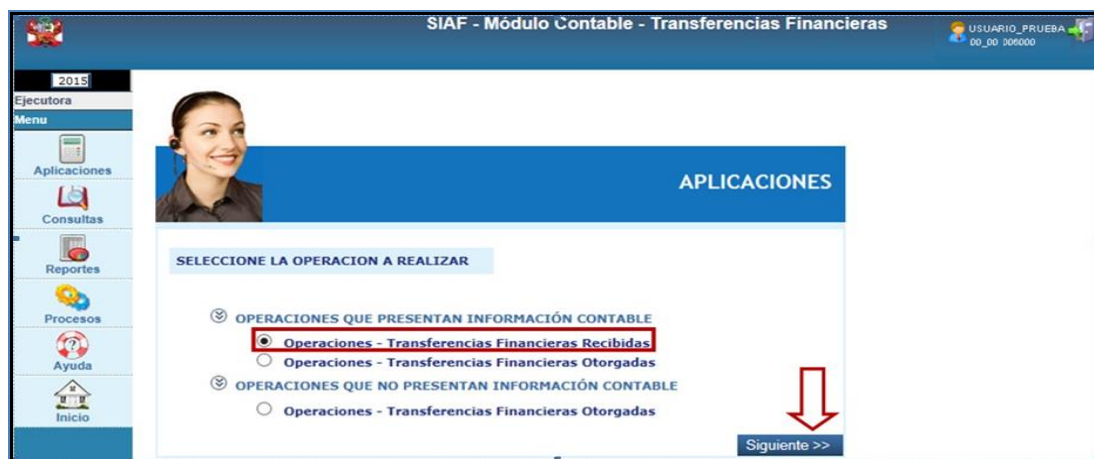 SIAF - Módulo Contable - Transferencias Financieras
USUARIO_PRUEBA
2015
Ejecutora
Menu
Aplicaciones
Consultas
Reportes
Procesos
Ayuda
Inicio
APLICACIONES
SELECCIONE LA OPERACION A REALIZAR
OPERACIONES QUE PRESENTAN INFORMACIÓN CONTABLE
Operaciones - Transferencias Financieras Recibidas
Operaciones - Transferencias Financieras Otorgadas
OPERACIONES QUE NO PRESENTAN INFORMACIÓN CONTABLE
Operaciones - Transferencias Financieras Otorgadas
Siguiente >>